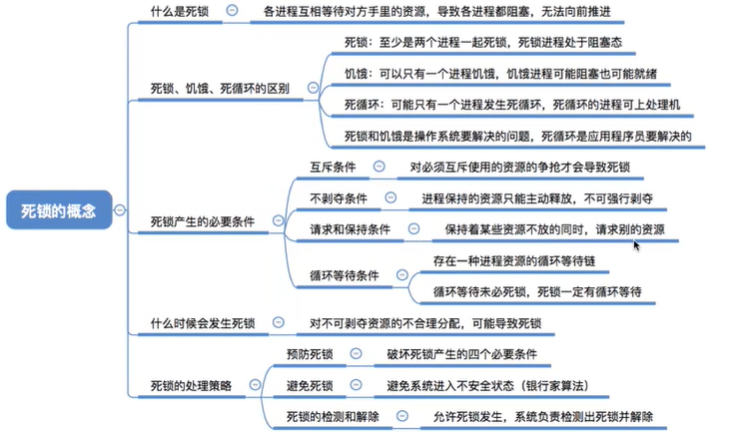 死锁的概念
什么是死锁
各进程互相等待对方手里的资源，导致各进程都阻塞，无法向前推进
死锁、饥饿、死循环的区别
死锁：至少是两个进程一起死锁，死锁进程处于阻塞态
饥饿：可以只有一个进程饥饿，饥饿进程可能阻塞也可能就绪
死循环：可能只有一个进程发生死循环，死循环的进程可上处理机
死锁和饥饿是操作系统要解决的问题，死循环是应用程序员要解决的
死锁产生的必要条件
互斥条件
对必须互斥使用的资源的争抢才会导致死锁
不剥夺条件
进程保持的资源只能主动释放，不可强行剥夺
请求和保持条件
保持着某些资源不放的同时，请求别的资源
循环等待条件
存在一种进程资源的循环等待链
循环等待未必死锁，死锁一定有循环等待
什么时候会发生死锁
对不可剥夺资源的不合理分配，可能导致死锁
死锁的处理策略
预防死锁
破坏死锁产生的四个必要条件
避免死锁
避免系统进入不安全状态（银行家算法）
死锁的检测和解除
允许死锁发生，系统负责检测出死锁并解除